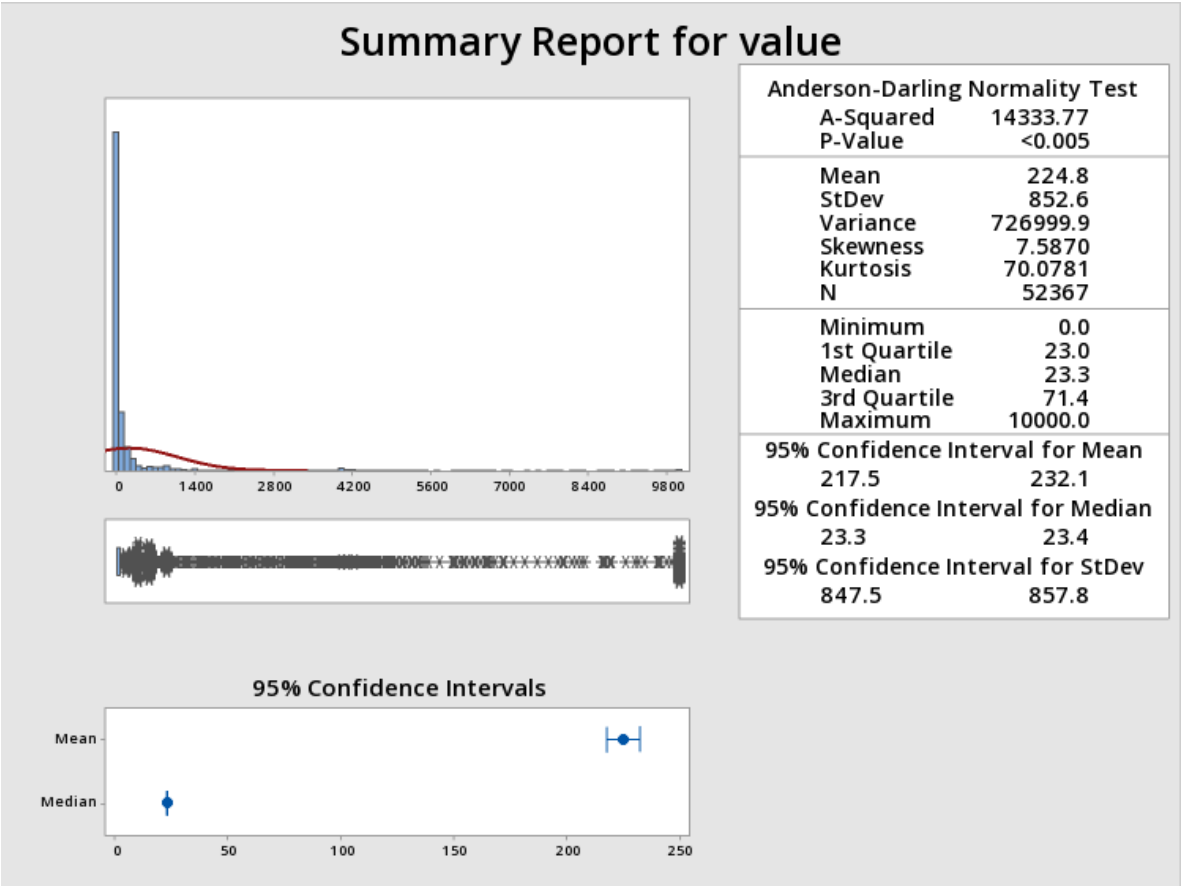 Summary Report for value
0 1400 2800 4200 5600 7000 8400 9800
95% Confidence Intervals
Mean
Median
0 50 100 150 200 250
Anderson-Darling Normality Test
A-Squared 14333.77
P-Value <0.005
Mean 224.8
StDev 852.6
Variance 726999.9
Skewness 7.5870
Kurtosis 70.0781
N 52367
Minimum 0.0
1st Quartile 23.0
Median 23.3
3rd Quartile 71.4
Maximum 10000.0
95% Confidence Interval for Mean
217.5 232.1
95% Confidence Interval for Median
23.3 23.4
95% Confidence Interval for StDev
847.5 857.8